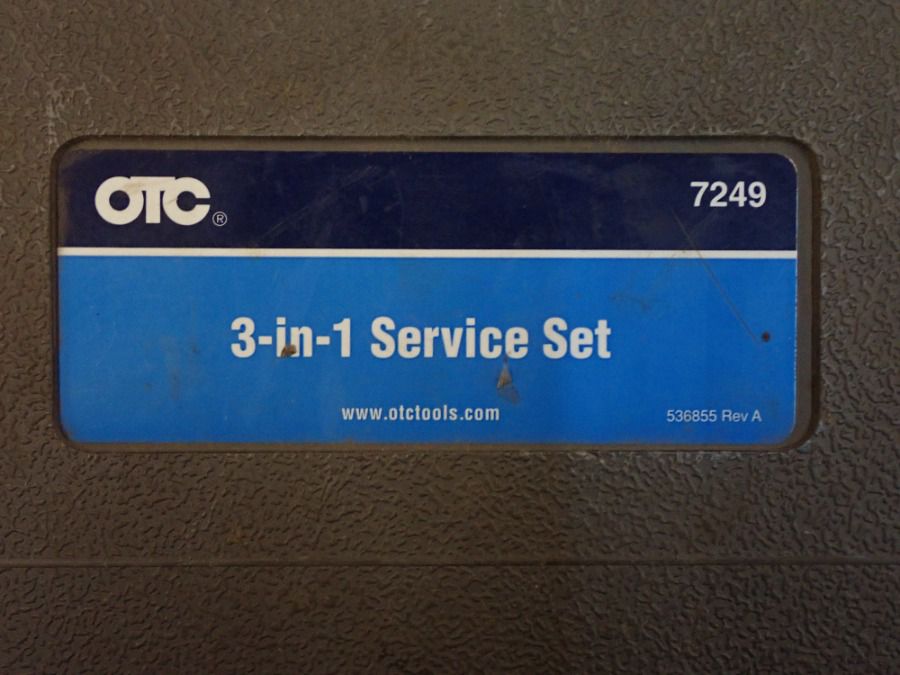 OTC®
7249
3-in-1 Service Set
www.otctools.com
536855 Rev A